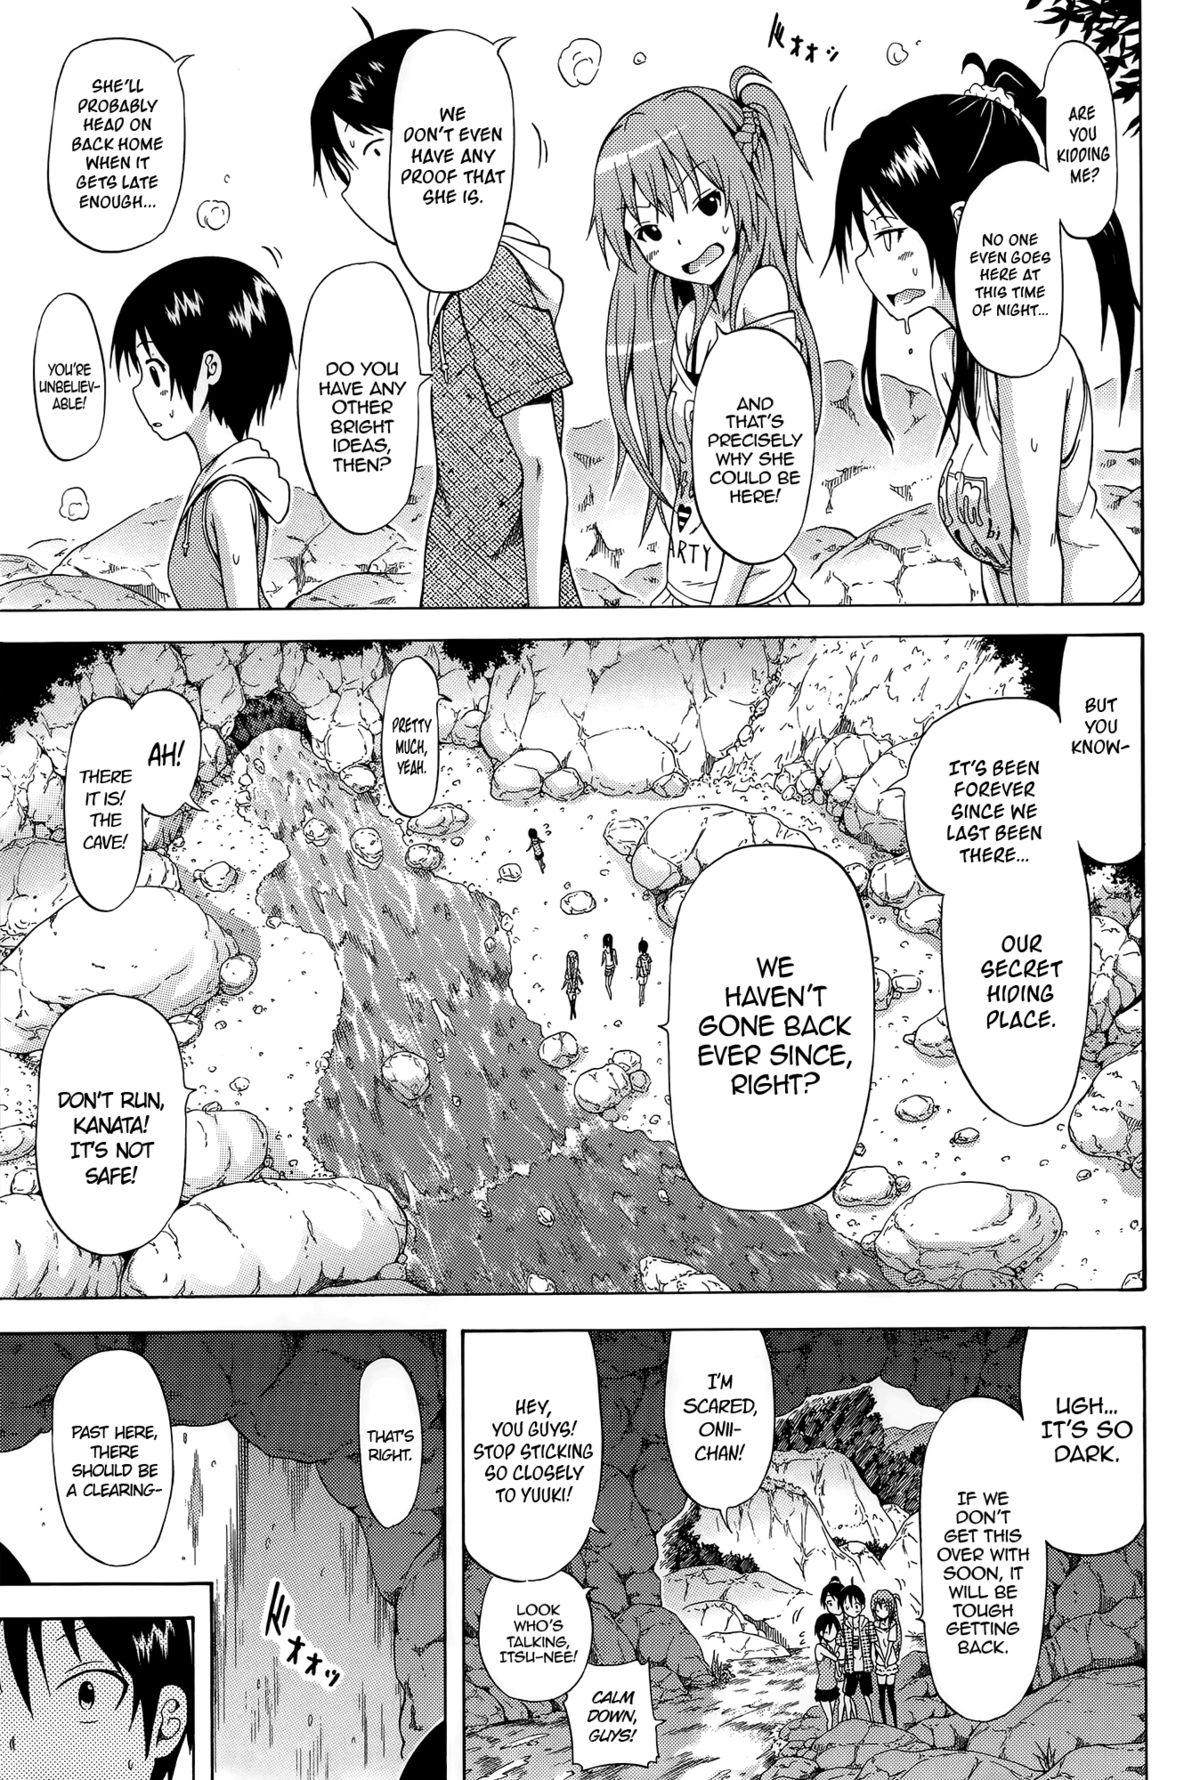 ARE
YOU
KIDDING
ME?
NO ONE
EVEN GOES
HERE AT
THIS TIME
OF NIGHT...
AND
THAT'S
PRECISELY
WHY SHE
COULD BE
HERE!
ARTY
WE
DON'T EVEN
HAVE ANY
PROOF THAT
SHE IS.
DO YOU
HAVE ANY
OTHER
BRIGHT
IDEAS,
THEN?
SHE'LL
PROBABLY
HEAD ON
BACK HOME
WHEN IT
GETS LATE
ENOUGH...
YOU'RE
UNBELIEV-
ABLE!
BUT
YOU
KNOW-
IT'S BEEN
FOREVER
SINCE WE
LAST BEEN
THERE...
OUR
SECRET
HIDING
PLACE.
WE
HAVEN'T
GONE BACK
EVER SINCE,
RIGHT?
PRETTY
MUCH,
YEAH.
AH!
THERE
IT IS!
THE
CAVE!
DON'T RUN,
KANATA!
IT'S NOT
SAFE!
UGH...
IT'S SO
DARK.
IF WE
DON'T
GET THIS
OVER WITH
SOON, IT
WILL BE
TOUGH
GETTING
BACK.
I'M
SCARED,
ONII-
CHAN!
HEY,
YOU GUYS!
STOP STICKING
SO CLOSELY
TO YUUKI!
LOOK
WHO'S
TALKING,
ITSU-NEE!
CALM
DOWN,
GUYS!
THAT'S
RIGHT.
PAST HERE,
THERE
SHOULD BE
A CLEARING-